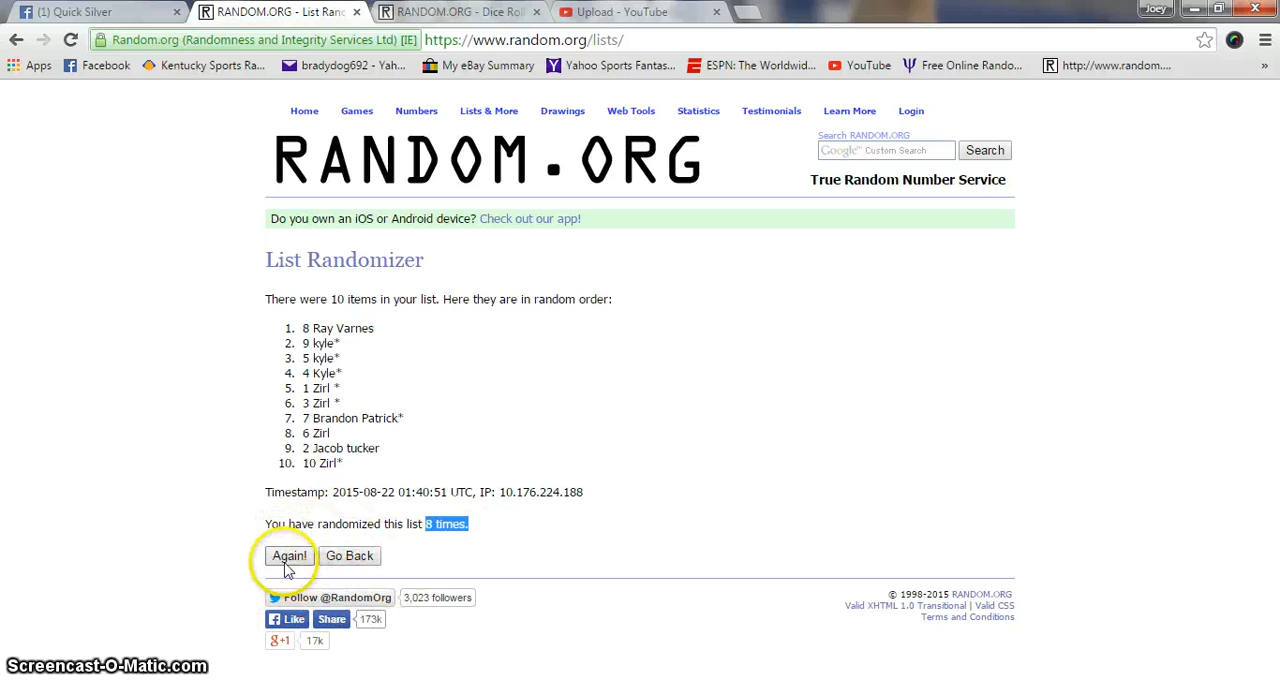 (1) Quick Silver
RANDOM.ORG - List Ranc
RANDOM.ORG - Dice Roll
Upload - YouTube
Joey
Random.org (Randomness and Integrity Services Ltd) [IE]
https://www.random.org/lists/
Apps
Facebook
Kentucky Sports Ra...
bradydog692 - Yah...
My eBay Summary
Yahoo Sports Fantas...
ESPN: The Worldwid...
YouTube
Free Online Rando...
http://www.random....
»
Home Games Numbers Lists & More Drawings Web Tools Statistics Testimonials Learn More Login
RANDOM.ORG
Search RANDOM.ORG
Google™ Custom Search
Search
True Random Number Service
Do you own an iOS or Android device? Check out our app!
List Randomizer
There were 10 items in your list. Here they are in random order:
1. 8 Ray Varnes
2. 9 kyle*
3. 5 kyle*
4. 4 Kyle*
5. 1 Zirl *
6. 3 Zirl *
7. 7 Brandon Patrick*
8. 6 Zirl
9. 2 Jacob tucker
10. 10 Zirl*
Timestamp: 2015-08-22 01:40:51 UTC, IP: 10.176.224.188
You have randomized this list 8 times.
Again! Go Back
Follow @RandomOrg 3,023 followers
Like Share 173k
g+1 17k
© 1998-2015 RANDOM.ORG
Valid XHTML 1.0 Transitional | Valid CSS
Terms and Conditions
Screencast-O-Matic.com